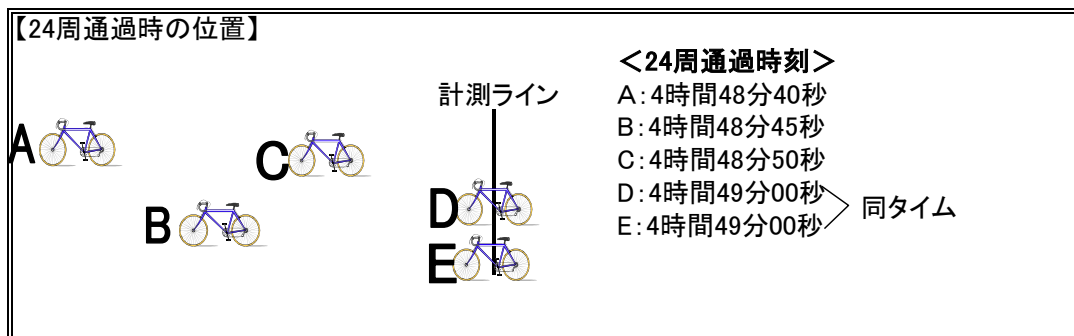 【24周通過時の位置】
<24周通過時刻>
計測ライン
A:4時間48分40秒
B:4時間48分45秒
C:4時間48分50秒
D:4時間49分00秒
E:4時間49分00秒
同タイム
A
B
C
D
E